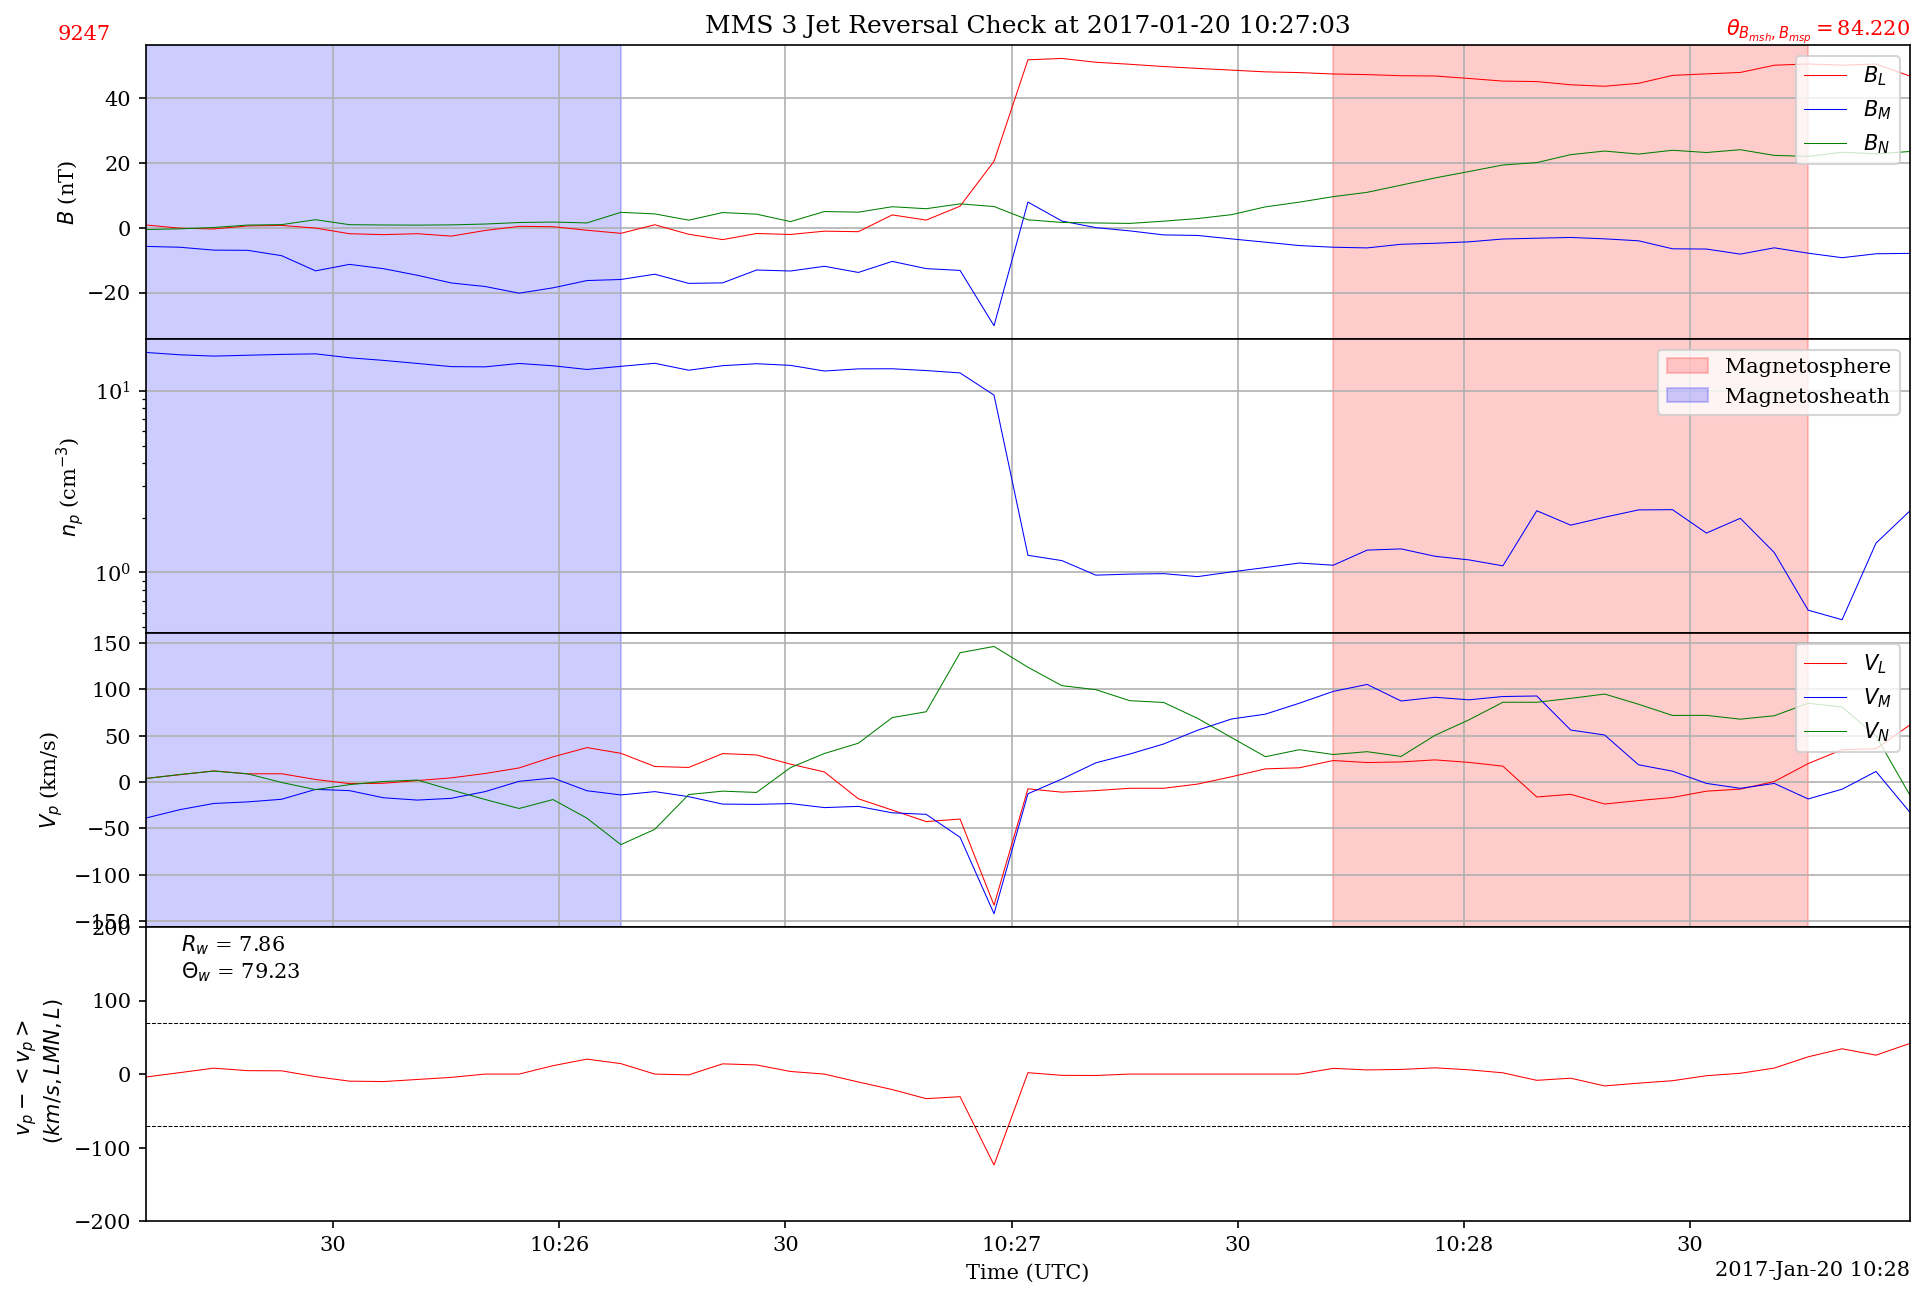 MMS 3 Jet Reversal Check at 2017-01-20 10:27:03
9247
θ_{B_{msh}, B_{msp}} = 84.220
B (nT)
40
20
0
−20
B_L
B_M
B_N
n_p (cm^{−3})
10^1
10^0
Magnetosphere
Magnetosheath
V_p (km/s)
150
100
50
0
−50
−100
−150
V_L
V_M
V_N
v_p − < v_p >
(km/s, LMN, L)
200
100
0
−100
−200
R_w = 7.86
Θ_w = 79.23
30
10:26
30
10:27
30
10:28
30
Time (UTC)
2017-Jan-20 10:28